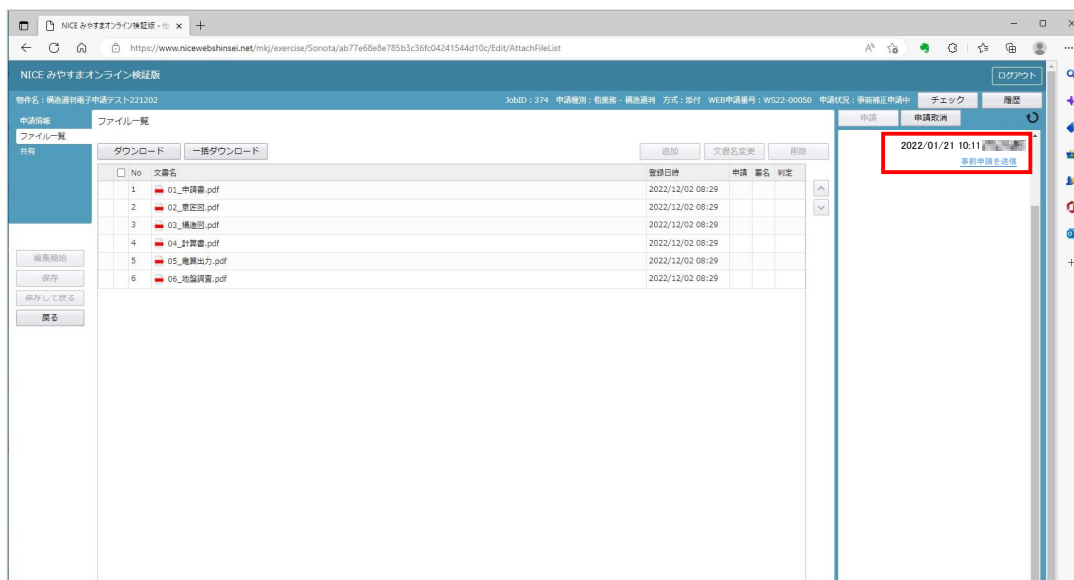 NICE みやすまオンライン検証版 - 他
https://www.nicewebshinsei.net/mkj/exercise/Sonota/ab77e68e8e785b3c36fc04241544d10c/Edit/AttachFileList
NICE みやすまオンライン検証版
ログアウト
物件名：構造適判電子申請テスト221202
JobID：374 申請種別：他業務 - 構造適判 方式：添付 WEB申請番号：WS22-00050 申請状況：事前補正申請中
チェック
履歴
申請情報
ファイル一覧
共有
ファイル一覧
申請
申請取消
ダウンロード
一括ダウンロード
追加
文書名変更
削除
2022/01/21 10:11
事前申請を送信
No 文書名 登録日時 申請 署名 判定
1 01_申請書.pdf 2022/12/02 08:29
2 02_意匠図.pdf 2022/12/02 08:29
3 03_構造図.pdf 2022/12/02 08:29
4 04_計算書.pdf 2022/12/02 08:29
5 05_電算出力.pdf 2022/12/02 08:29
6 06_地盤調査.pdf 2022/12/02 08:29
編集開始
保存
保存して戻る
戻る